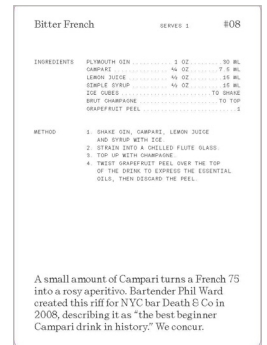 Bitter French SERVES 1 #08
INGREDIENTS PLYMOUTH GIN 1 OZ 30 ML
CAMPARI ¼ OZ 7.5 ML
LEMON JUICE ½ OZ 15 ML
SIMPLE SYRUP ½ OZ 15 ML
ICE CUBES TO SHAKE
BRUT CHAMPAGNE TO TOP
GRAPEFRUIT PEEL 1
METHOD 1. SHAKE GIN, CAMPARI, LEMON JUICE
AND SYRUP WITH ICE.
2. STRAIN INTO A CHILLED FLUTE GLASS.
3. TOP UP WITH CHAMPAGNE.
4. TWIST GRAPEFRUIT PEEL OVER THE TOP
OF THE DRINK TO EXPRESS THE ESSENTIAL
OILS, THEN DISCARD THE PEEL.
A small amount of Campari turns a French 75
into a rosy aperitivo. Bartender Phil Ward
created this riff for NYC bar Death & Co in
2008, describing it as “the best beginner
Campari drink in history.” We concur.